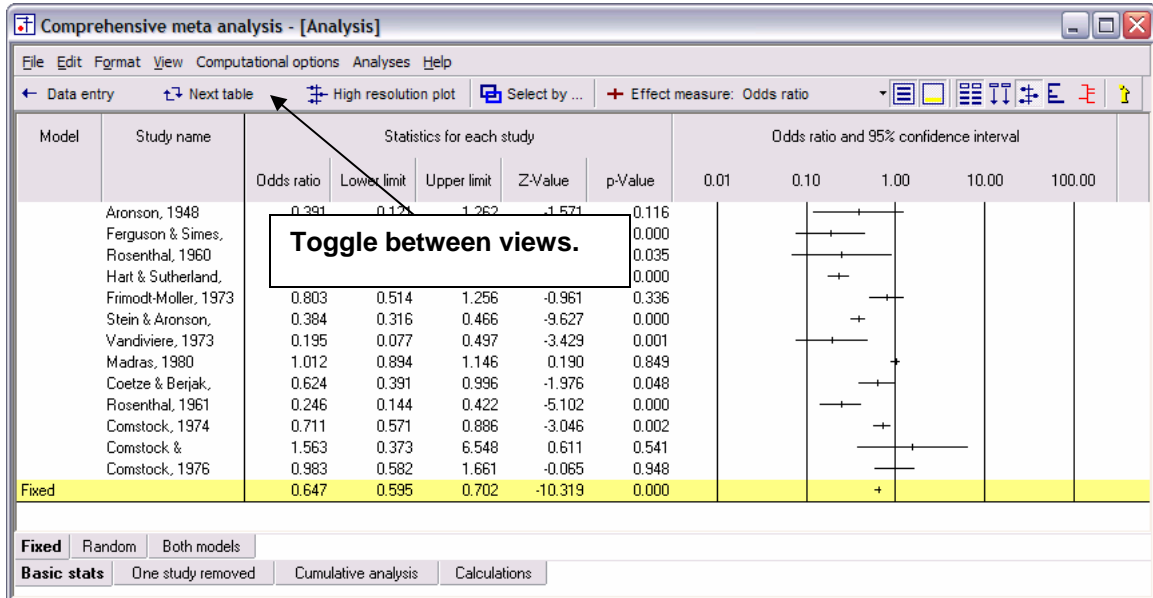 Comprehensive meta analysis - [Analysis]
File Edit Format View Computational options Analyses Help
Data entry Next table High resolution plot Select by ... Effect measure: Odds ratio
Model Study name Statistics for each study Odds ratio and 95% confidence interval
Odds ratio Lower limit Upper limit Z-Value p-Value 0.01 0.10 1.00 10.00 100.00
Aronson, 1948 0.391 0.121 1.262 -1.571 0.116
Ferguson & Simes, 0.000
Rosenthal, 1960 0.035
Hart & Sutherland, 0.000
Toggle between views.
Frimodt-Moller, 1973 0.803 0.514 1.256 -0.961 0.336
Stein & Aronson, 0.384 0.316 0.466 -9.627 0.000
Vandiviere, 1973 0.195 0.077 0.497 -3.429 0.001
Madras, 1980 1.012 0.894 1.146 0.190 0.849
Coetze & Berjak, 0.624 0.391 0.996 -1.976 0.048
Rosenthal, 1961 0.246 0.144 0.422 -5.102 0.000
Comstock, 1974 0.711 0.571 0.886 -3.046 0.002
Comstock & 1.563 0.373 6.548 0.611 0.541
Comstock, 1976 0.983 0.582 1.661 -0.065 0.948
Fixed 0.647 0.595 0.702 -10.319 0.000
Fixed Random Both models
Basic stats One study removed Cumulative analysis Calculations